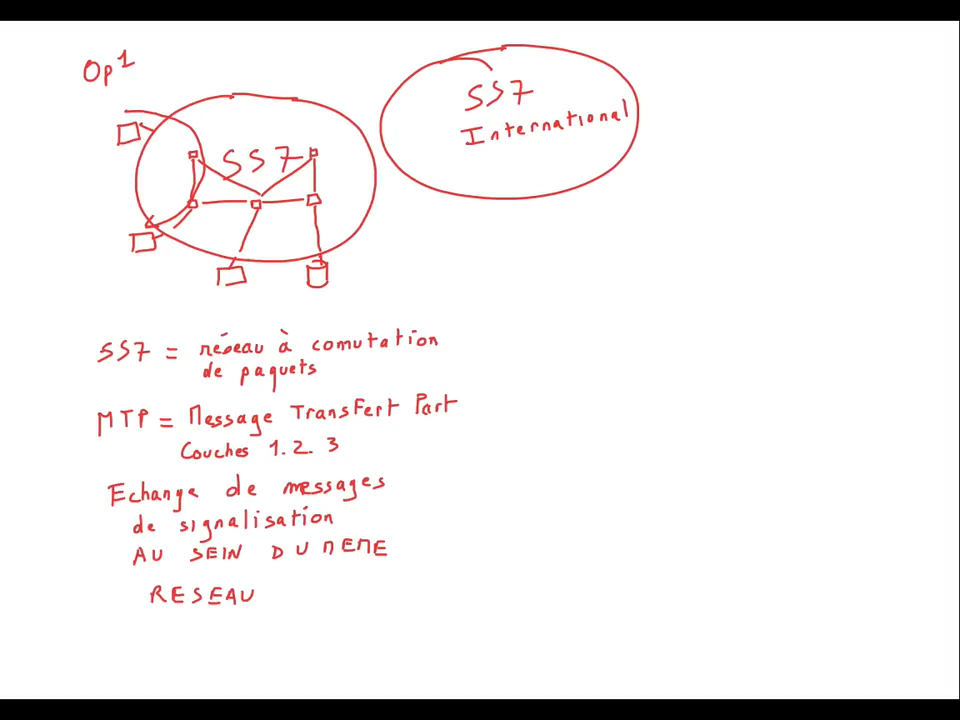 Op1
SS7
SS7
International
SS7 = réseau à comutation
de paquets
MTP = Message Transfert Part
Couches 1.2.3
Echange de messages
de signalisation
AU SEIN DU MEME
RESEAU